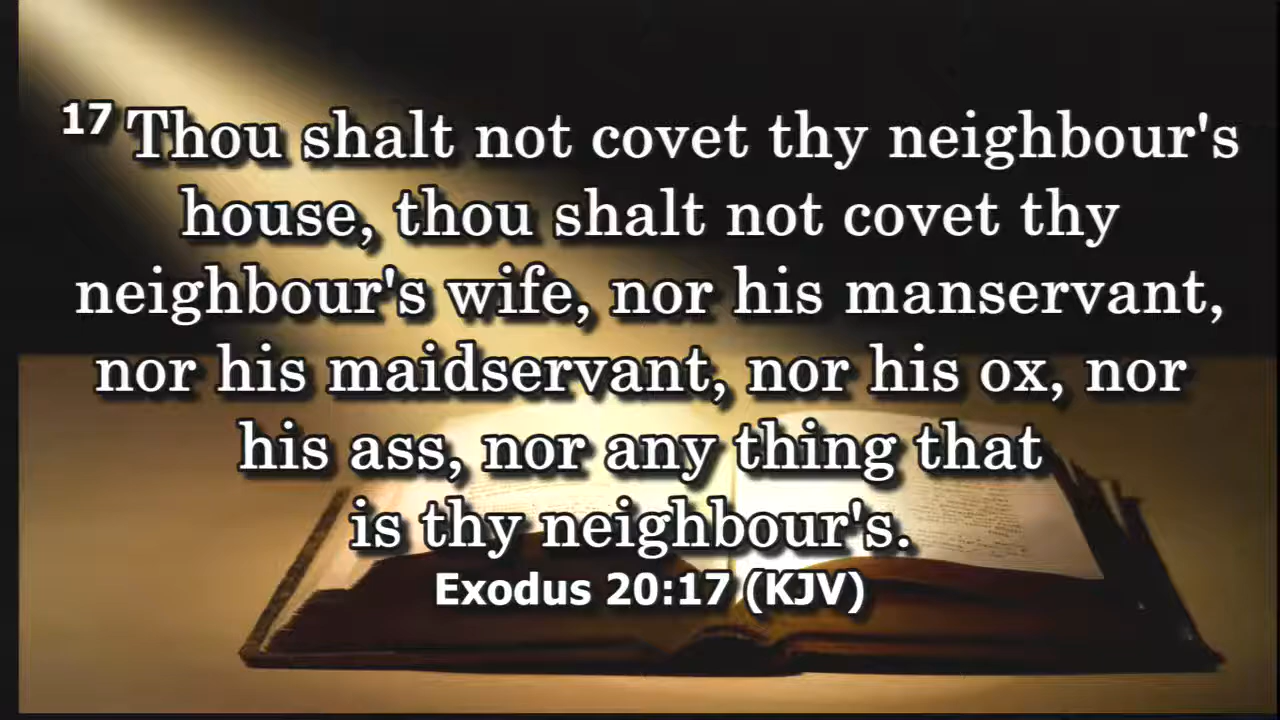 17 Thou shalt not covet thy neighbour's
house, thou shalt not covet thy
neighbour's wife, nor his manservant,
nor his maidservant, nor his ox, nor
his ass, nor any thing that
is thy neighbour's.
Exodus 20:17 (KJV)